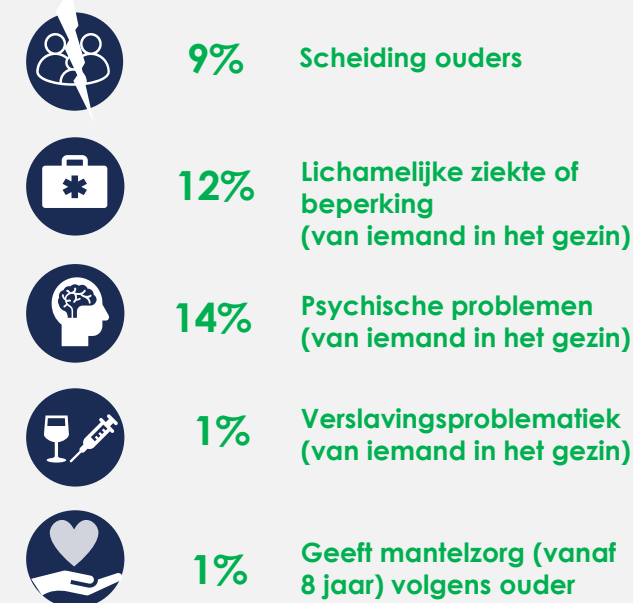 9% Scheiding ouders
12% Lichamelijke ziekte of
beperking
(van iemand in het gezin)
14% Psychische problemen
(van iemand in het gezin)
1% Verslavingsproblematiek
(van iemand in het gezin)
1% Geeft mantelzorg (vanaf
8 jaar) volgens ouder